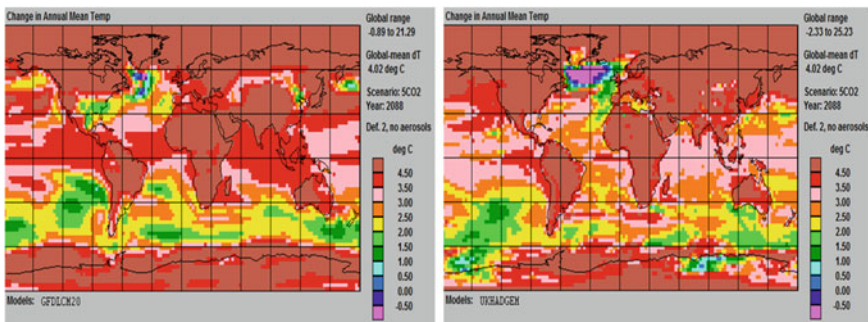 Change in Annual Mean Temp
Global range
-0.89 to 21.29
Global-mean dT
4.02 deg C
Scenario: 5CO2
Year: 2088
Def. 2, no aerosols
deg C
4.50
3.50
3.00
2.50
2.00
1.50
1.00
0.50
0.00
-0.50
Models: GFDLCM20
Change in Annual Mean Temp
Global range
-2.33 to 25.23
Global-mean dT
4.02 deg C
Scenario: 5CO2
Year: 2088
Def. 2, no aerosols
deg C
4.50
3.50
3.00
2.50
2.00
1.50
1.00
0.50
0.00
-0.50
Models: UKHADGEM